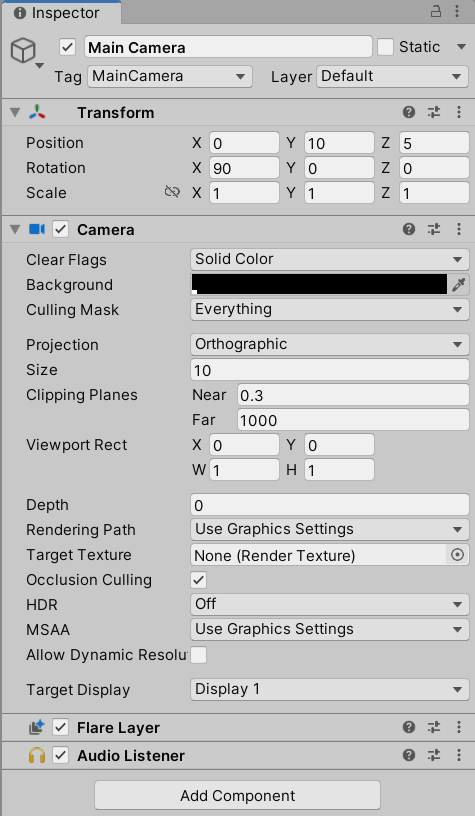 Inspector
Main Camera Static
Tag MainCamera Layer Default
Transform
Position X 0 Y 10 Z 5
Rotation X 90 Y 0 Z 0
Scale X 1 Y 1 Z 1
Camera
Clear Flags Solid Color
Background
Culling Mask Everything
Projection Orthographic
Size 10
Clipping Planes Near 0.3
Far 1000
Viewport Rect X 0 Y 0
W 1 H 1
Depth 0
Rendering Path Use Graphics Settings
Target Texture None (Render Texture)
Occlusion Culling
HDR Off
MSAA Use Graphics Settings
Allow Dynamic Resolu
Target Display Display 1
Flare Layer
Audio Listener
Add Component